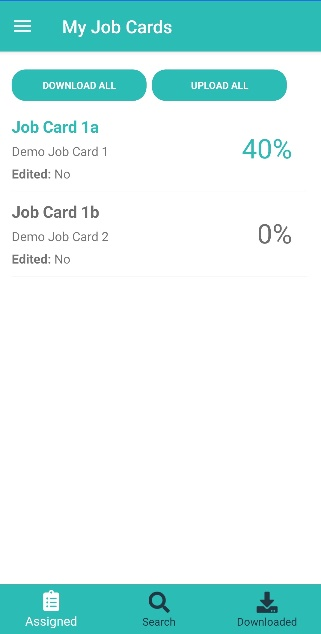 My Job Cards
DOWNLOAD ALL
UPLOAD ALL
Job Card 1a
Demo Job Card 1
40%
Edited: No
Job Card 1b
Demo Job Card 2
0%
Edited: No
Assigned
Search
Downloaded